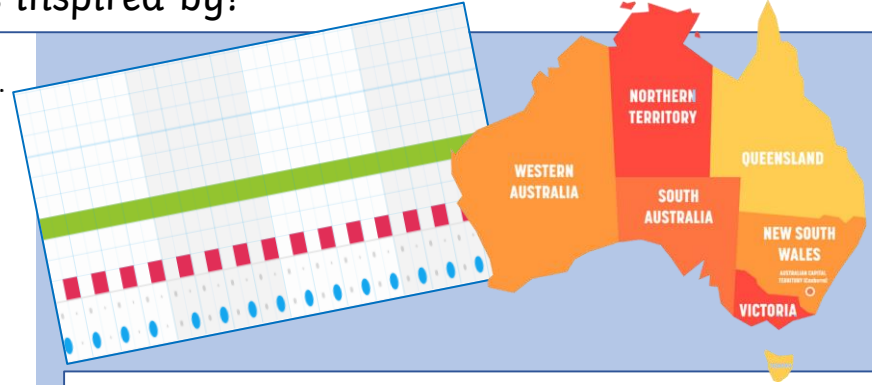 inspired by?
.
NORTHERN
TERRITORY
WESTERN
AUSTRALIA
QUEENSLAND
SOUTH
AUSTRALIA
NEW SOUTH
WALES
AUSTRALIAN CAPITAL
TERRITORY (Canberra)
VICTORIA